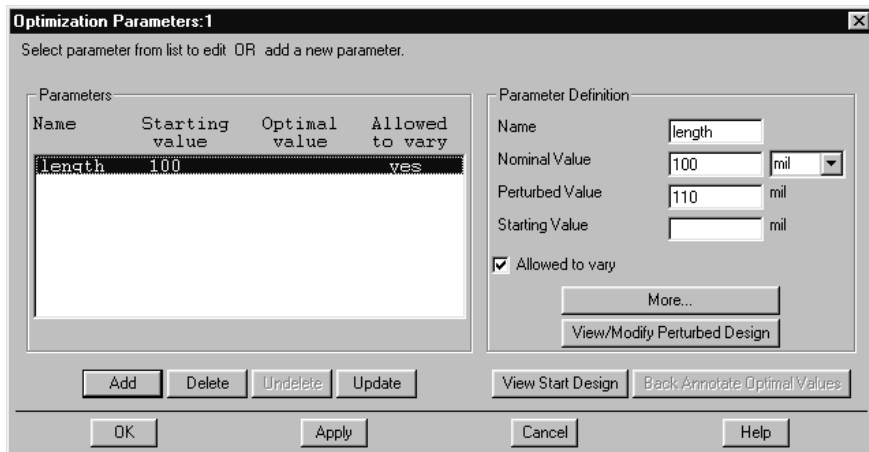 Optimization Parameters:1
Select parameter from list to edit OR add a new parameter.
Parameters
Name Starting value Optimal value Allowed to vary
length 100 yes
Parameter Definition
Name length
Nominal Value 100 mil
Perturbed Value 110 mil
Starting Value mil
Allowed to vary
More...
View/Modify Perturbed Design
Add Delete Undelete Update View Start Design Back Annotate Optimal Values
OK Apply Cancel Help